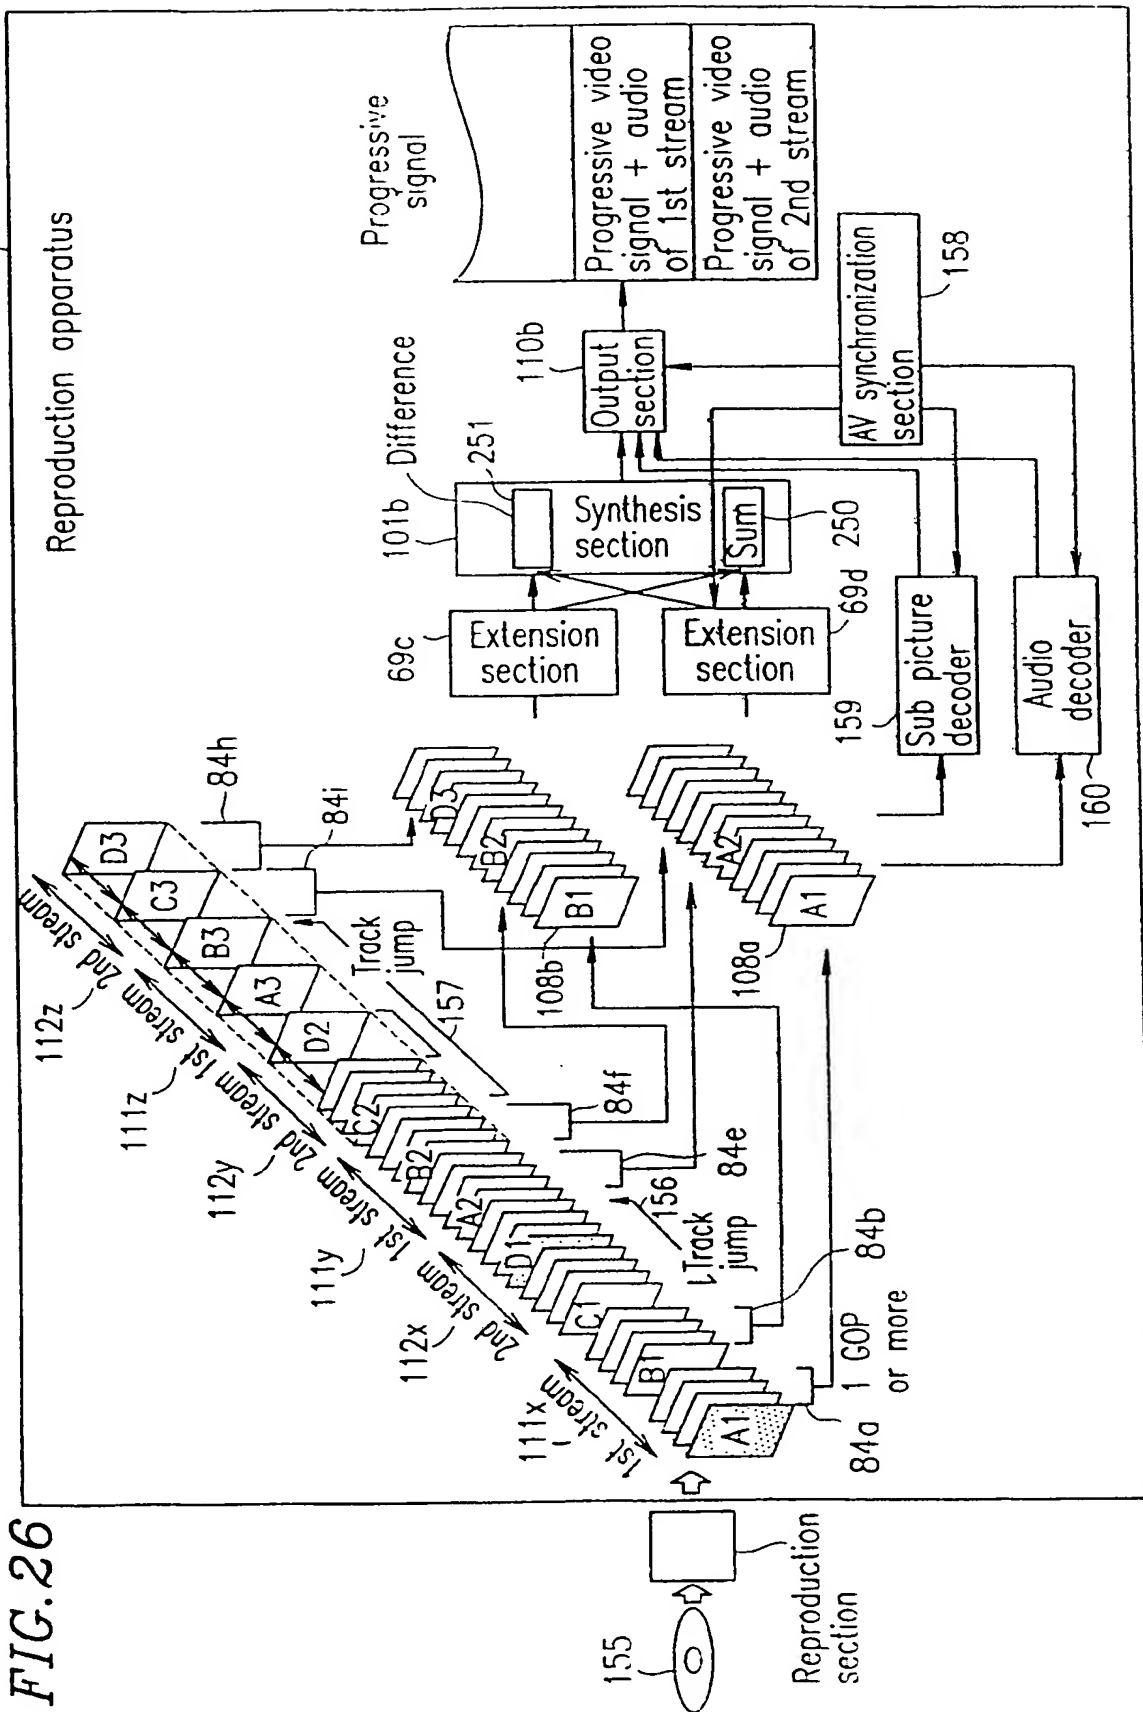 FIG.26
Reproduction apparatus
155
Reproduction
section
1st stream
111x
2nd stream
112x
1st stream
111y
2nd stream
112y
1st stream
111z
2nd stream
112z
A1
B1
C1
D1
A2
B2
C2
D2
A3
B3
C3
D3
84a
1 GOP
or more
84b
Track
jump
156
84e
84f
157
Track
jump
84i
84h
108b
B1
B2
D3
108a
A1
A2
69c
Extension
section
69d
Extension
section
101b
Difference
251
Synthesis
section
Sum
250
110b
Output
section
Progressive
signal
Progressive video
signal + audio
of 1st stream
Progressive video
signal + audio
of 2nd stream
AV synchronization
section
158
159
Sub picture
decoder
Audio
decoder
160